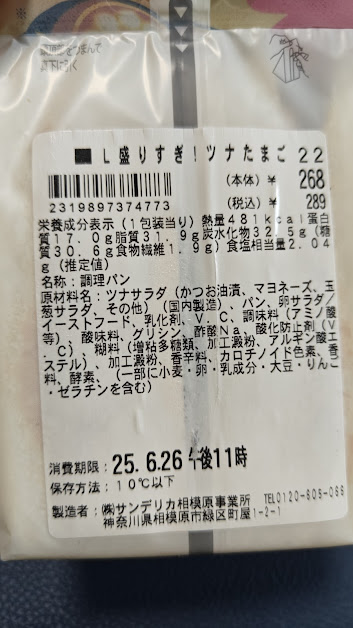 ■L盛りすぎ!ツナたまご 22
(本体)¥ 268
(税込)¥ 289
2319897374773
栄養成分表示(1包装当り)熱量481kcal蛋白
質17.0g脂質31.9g炭水化物32.5g(糖
質30.6g食物繊維1.9g)食塩相当量2.04
g(推定値)
名称:調理パン
原材料名:ツナサラダ(かつお油漬、マヨネーズ、玉
葱サラダ、その他)(国内製造)、パン、卵サラダ/
イーストフード、乳化剤、V.C、調味料(アミノ酸
等)、酸味料、グリシン、酢酸Na、酸化防止剤(V
.C)、糊料(増粘多糖類、加工澱粉、アルギン酸エ
ステル)、加工澱粉、香辛料、カロチノイド色素、香
料、酵素、(一部に小麦・卵・乳成分・大豆・りんご
・ゼラチンを含む)
消費期限:25.6.26 午後11時
保存方法:10℃以下
製造者:㈱サンデリカ相模原事業所 TEL0120-608-086
神奈川県相模原市緑区町屋1-2-1